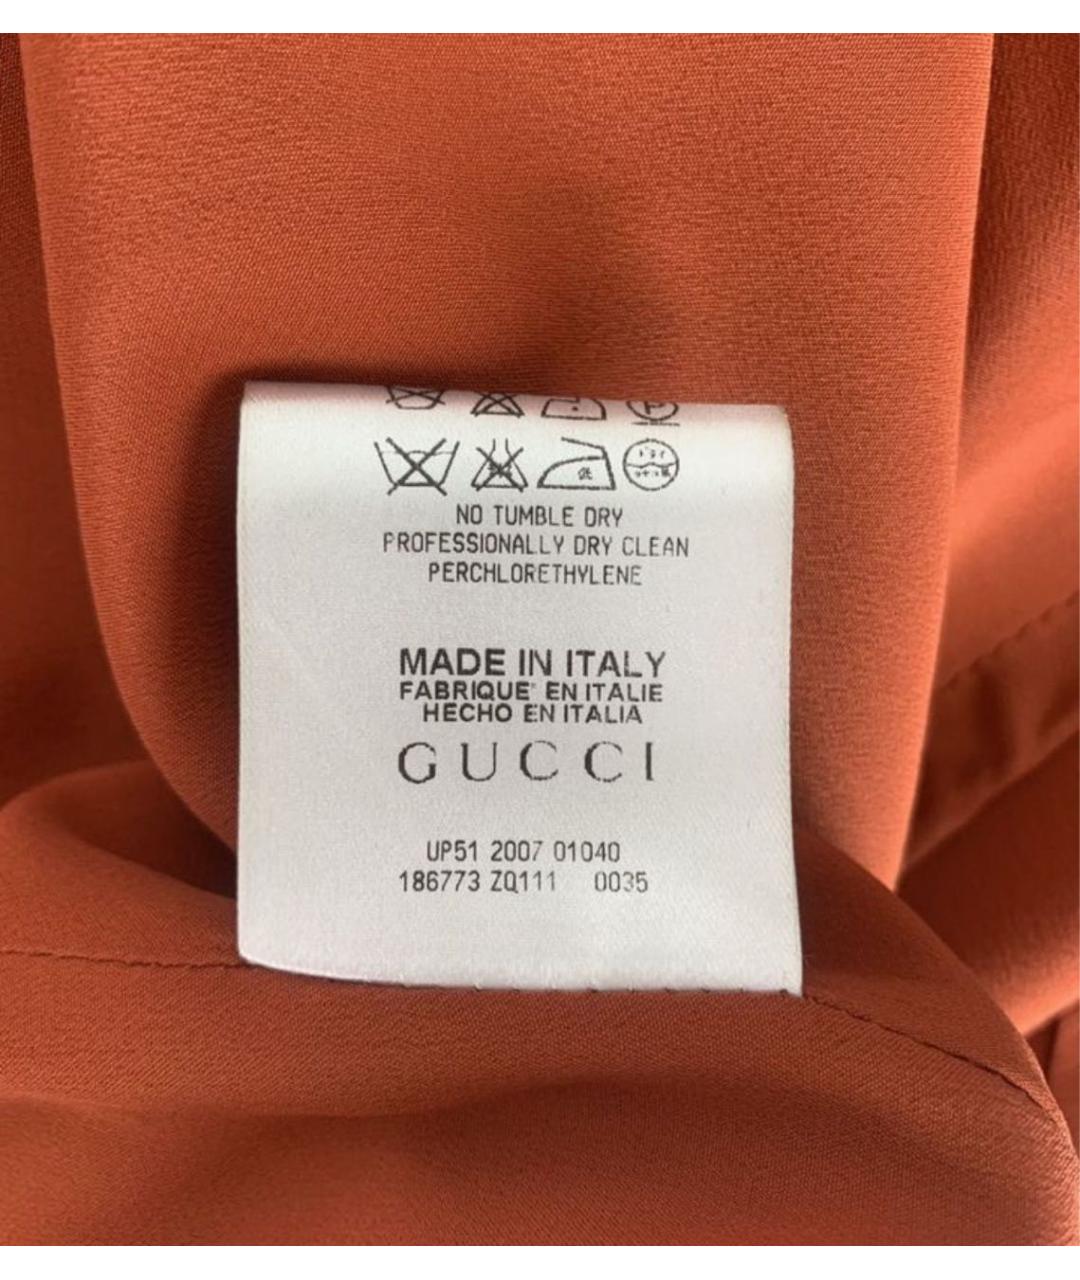 P
NO TUMBLE DRY
PROFESSIONALLY DRY CLEAN
PERCHLORETHYLENE
MADE IN ITALY
FABRIQUE EN ITALIE
HECHO EN ITALIA
GUCCI
UP51 2007 01040
186773 ZQ111 0035